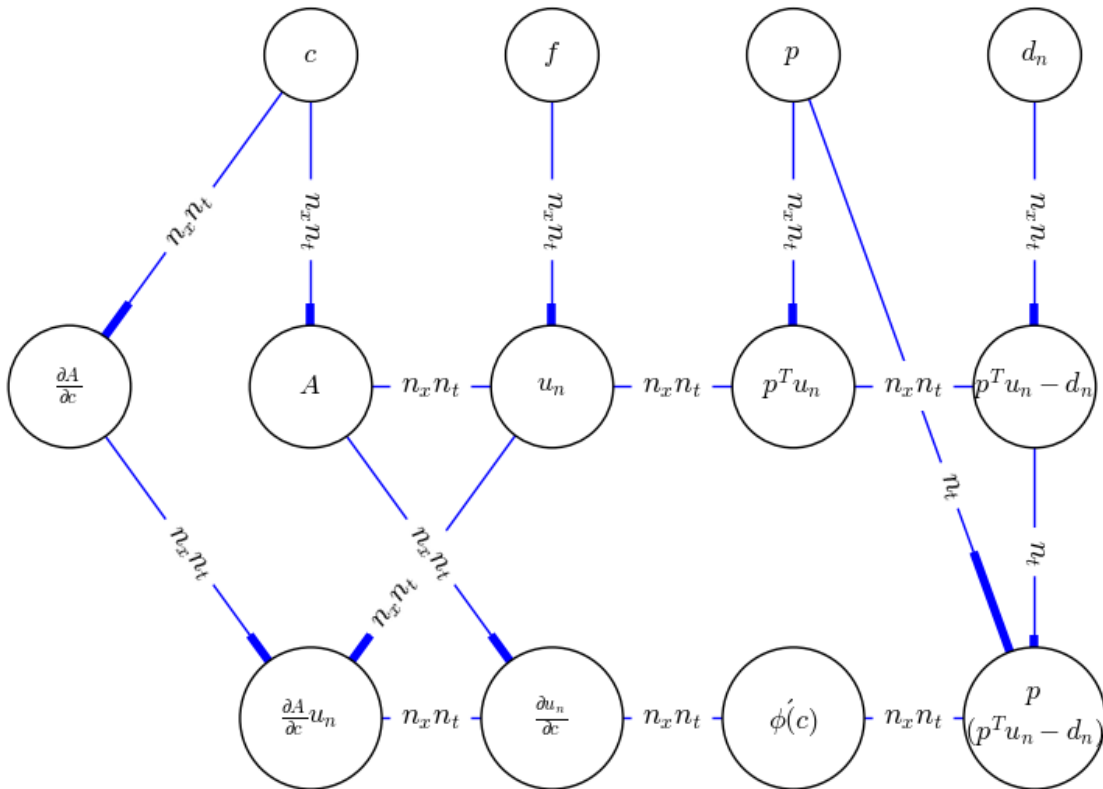 c
f
p
d_n
n_x n_t
n_x n_t
n_x n_t
n_x n_t
n_x n_t
∂A/∂c
A
n_x n_t
u_n
n_x n_t
p^T u_n
n_x n_t
p^T u_n − d_n
n_t
n_x n_t
n_x n_t
n_t
n_x n_t
∂A/∂c u_n
n_x n_t
∂u_n/∂c
n_x n_t
ϕ´(c)
n_x n_t
p
(p^T u_n − d_n)